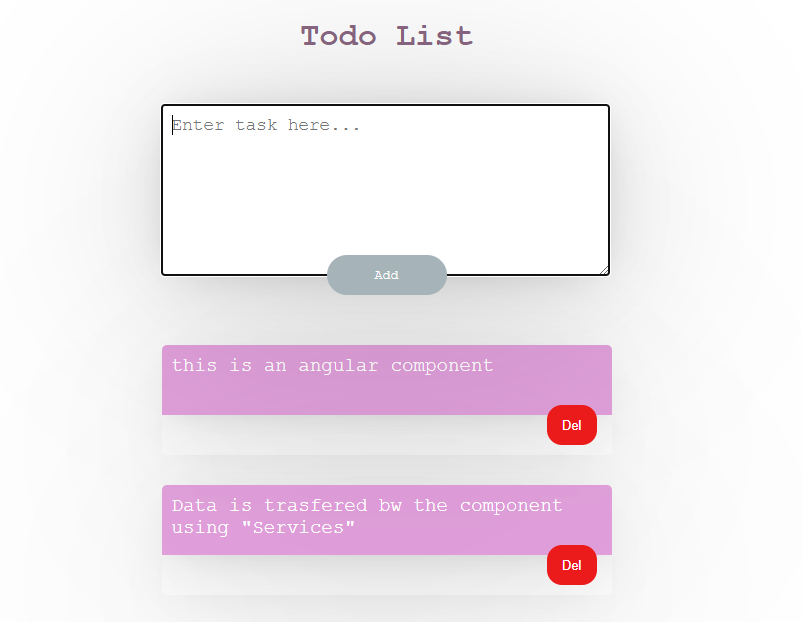 Todo List
Enter task here...
Add
this is an angular component
Del
Data is trasfered bw the component
using "Services"
Del